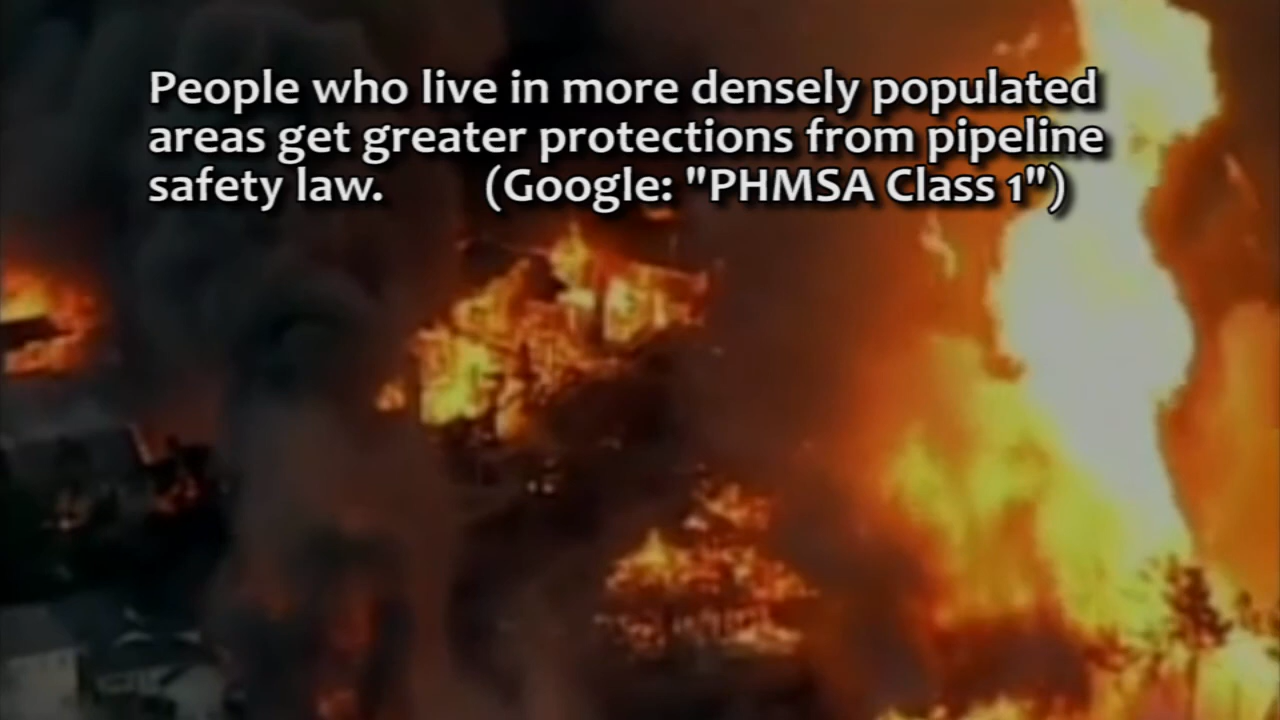 People who live in more densely populated
areas get greater protections from pipeline
safety law. (Google: "PHMSA Class 1")